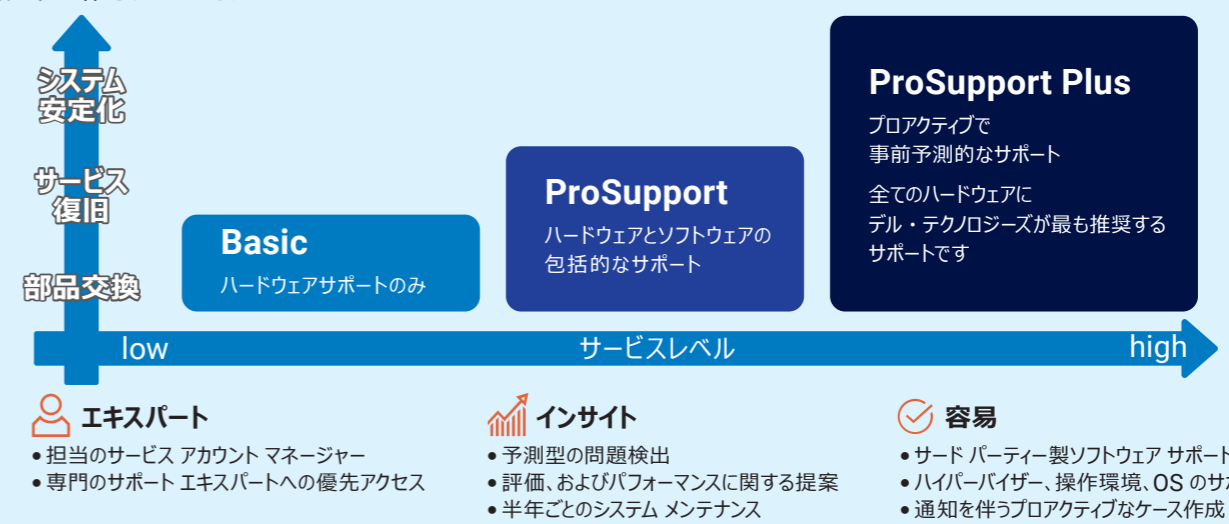 システム
安定化
サービス
復旧
部品交換
Basic
ハードウェアサポートのみ
ProSupport
ハードウェアとソフトウェアの
包括的なサポート
ProSupport Plus
プロアクティブで
事前予測的なサポート
全てのハードウェアに
デル・テクノロジーズが最も推奨する
サポートです
low
サービスレベル
high
エキスパート
• 担当のサービス アカウント マネージャー
• 専門のサポート エキスパートへの優先アクセス
インサイト
• 予測型の問題検出
• 評価、およびパフォーマンスに関する提案
• 半年ごとのシステム メンテナンス
容易
• サード パーティー製ソフトウェア サポート
• ハイパーバイザー、操作環境、OS の
• 通知を伴うプロアクティブなケース作成